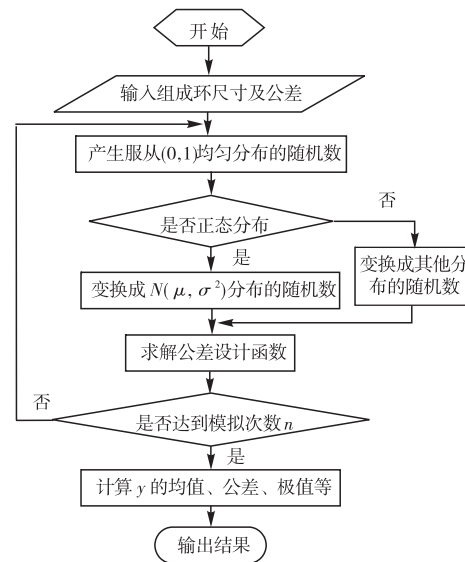 开始
输入组成环尺寸及公差
产生服从(0,1)均匀分布的随机数
否
是否正态分布
是
变换成其他分
布的随机数
变换成 N(μ, σ²)分布的随机数
求解公差设计函数
否
是否达到模拟次数 n
是
计算 y 的均值、公差、极值等
输出结果